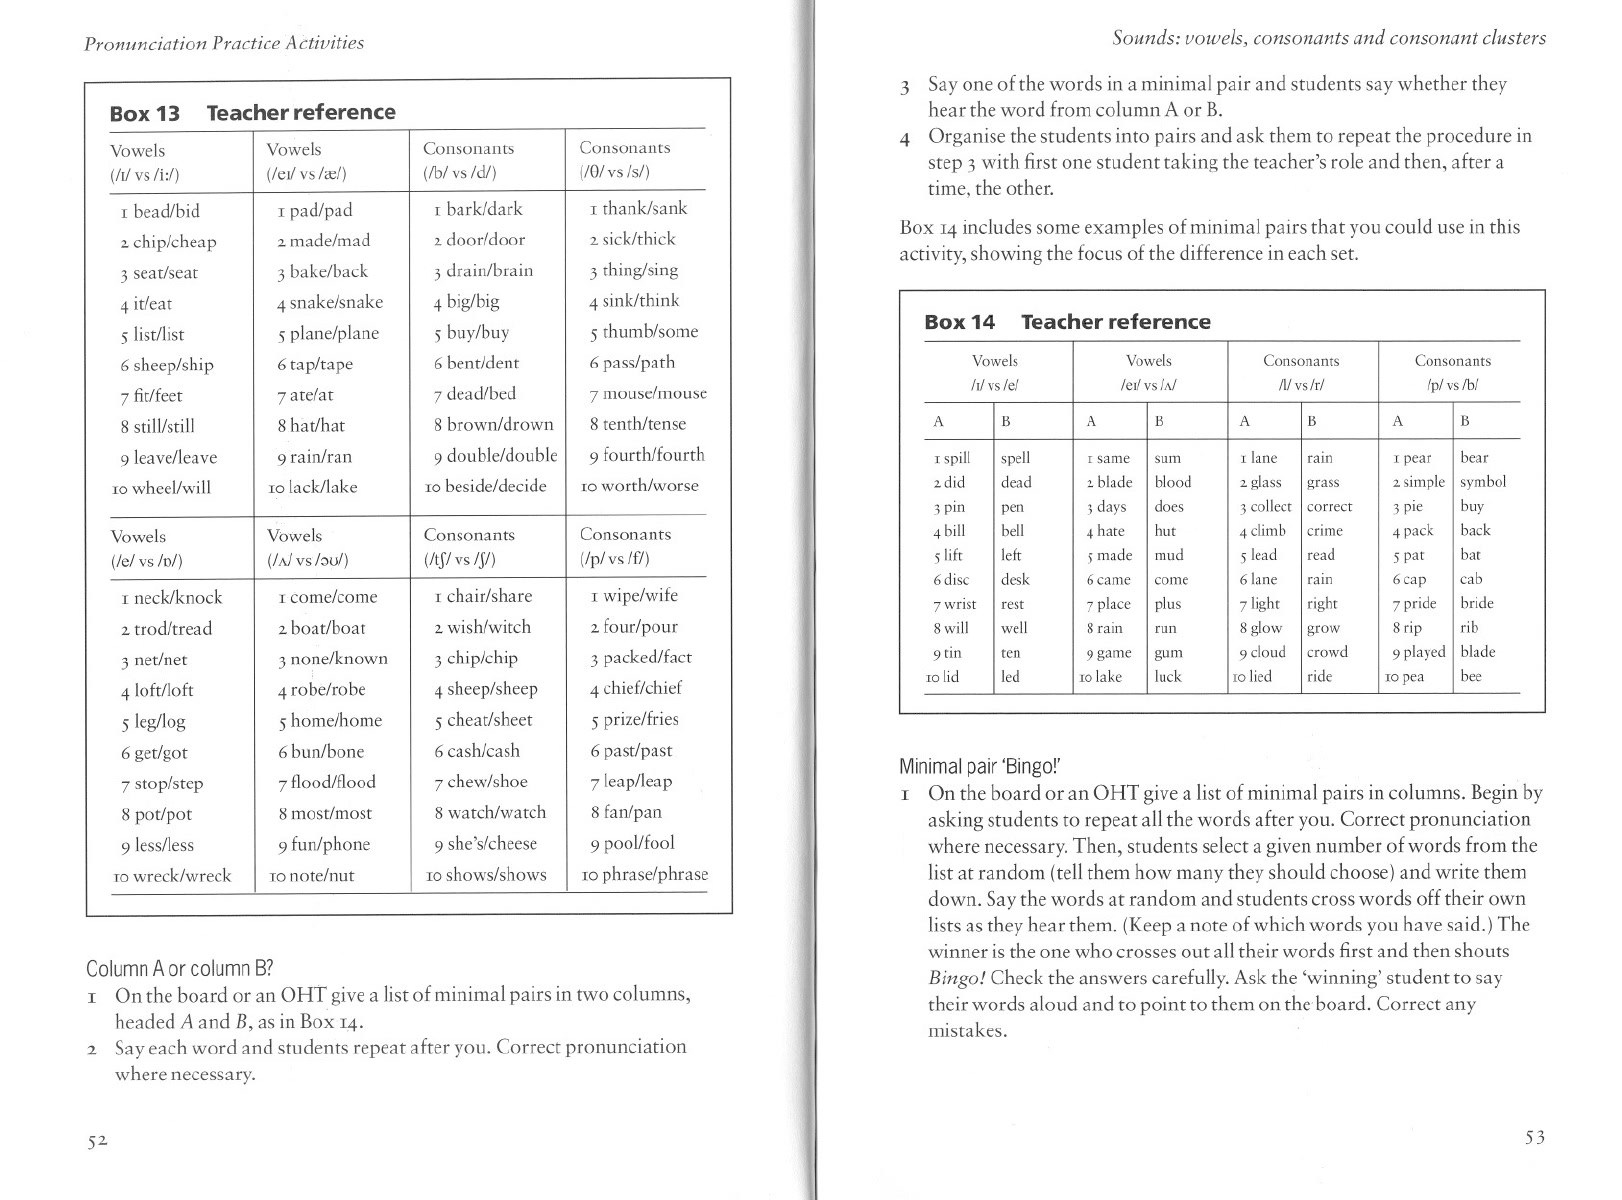 Pronunciation Practice Activities
Box 13 Teacher reference
Vowels Vowels Consonants Consonants
(/ɪ/ vs /iː/) (/eɪ/ vs /æ/) (/b/ vs /d/) (/θ/ vs /s/)
1 bead/bid 1 pad/pad 1 bark/dark 1 thank/sank
2 chip/cheap 2 made/mad 2 door/door 2 sick/thick
3 seat/seat 3 bake/back 3 drain/brain 3 thing/sing
4 it/eat 4 snake/snake 4 big/big 4 sink/think
5 list/list 5 plane/plane 5 buy/buy 5 thumb/some
6 sheep/ship 6 tap/tape 6 bent/dent 6 pass/path
7 fit/feet 7 ate/at 7 dead/bed 7 mouse/mouse
8 still/still 8 hat/hat 8 brown/drown 8 tenth/tense
9 leave/leave 9 rain/ran 9 double/double 9 fourth/fourth
10 wheel/will 10 lack/lake 10 beside/decide 10 worth/worse
Vowels Vowels Consonants Consonants
(/e/ vs /ɒ/) (/ʌ/ vs /ɔʊ/) (/tʃ/ vs /ʃ/) (/p/ vs /f/)
1 neck/knock 1 come/come 1 chair/share 1 wipe/wife
2 trod/tread 2 boat/boat 2 wish/witch 2 four/pour
3 net/net 3 none/known 3 chip/chip 3 packed/fact
4 loft/loft 4 robe/robe 4 sheep/sheep 4 chief/chief
5 leg/log 5 home/home 5 cheat/sheet 5 prize/fries
6 get/got 6 bun/bone 6 cash/cash 6 past/past
7 stop/step 7 flood/flood 7 chew/shoe 7 leap/leap
8 pot/pot 8 most/most 8 watch/watch 8 fan/pan
9 less/less 9 fun/phone 9 she's/cheese 9 pool/fool
10 wreck/wreck 10 note/nut 10 shows/shows 10 phrase/phrase
Column A or column B?
1 On the board or an OHT give a list of minimal pairs in two columns,
headed A and B, as in Box 14.
2 Say each word and students repeat after you. Correct pronunciation
where necessary.
52
Sounds: vowels, consonants and consonant clusters
3 Say one of the words in a minimal pair and students say whether they
hear the word from column A or B.
4 Organise the students into pairs and ask them to repeat the procedure in
step 3 with first one student taking the teacher's role and then, after a
time, the other.
Box 14 includes some examples of minimal pairs that you could use in this
activity, showing the focus of the difference in each set.
Box 14 Teacher reference
Vowels Vowels Consonants Consonants
/ɪ/ vs /e/ /eɪ/ vs /ʌ/ /l/ vs /r/ /p/ vs /b/
A B A B A B A B
1 spill spell 1 same sum 1 lane rain 1 pear bear
2 did dead 2 blade blood 2 glass grass 2 simple symbol
3 pin pen 3 days does 3 collect correct 3 pie buy
4 bill bell 4 hate hut 4 climb crime 4 pack back
5 lift left 5 made mud 5 lead read 5 pat bat
6 disc desk 6 came come 6 lane rain 6 cap cab
7 wrist rest 7 place plus 7 light right 7 pride bride
8 will well 8 rain run 8 glow grow 8 rip rib
9 tin ten 9 game gum 9 cloud crowd 9 played blade
10 lid led 10 lake luck 10 lied ride 10 pea bee
Minimal pair 'Bingo!'
1 On the board or an OHT give a list of minimal pairs in columns. Begin by
asking students to repeat all the words after you. Correct pronunciation
where necessary. Then, students select a given number of words from the
list at random (tell them how many they should choose) and write them
down. Say the words at random and students cross words off their own
lists as they hear them. (Keep a note of which words you have said.) The
winner is the one who crosses out all their words first and then shouts
Bingo! Check the answers carefully. Ask the 'winning' student to say
their words aloud and to point to them on the board. Correct any
mistakes.
53